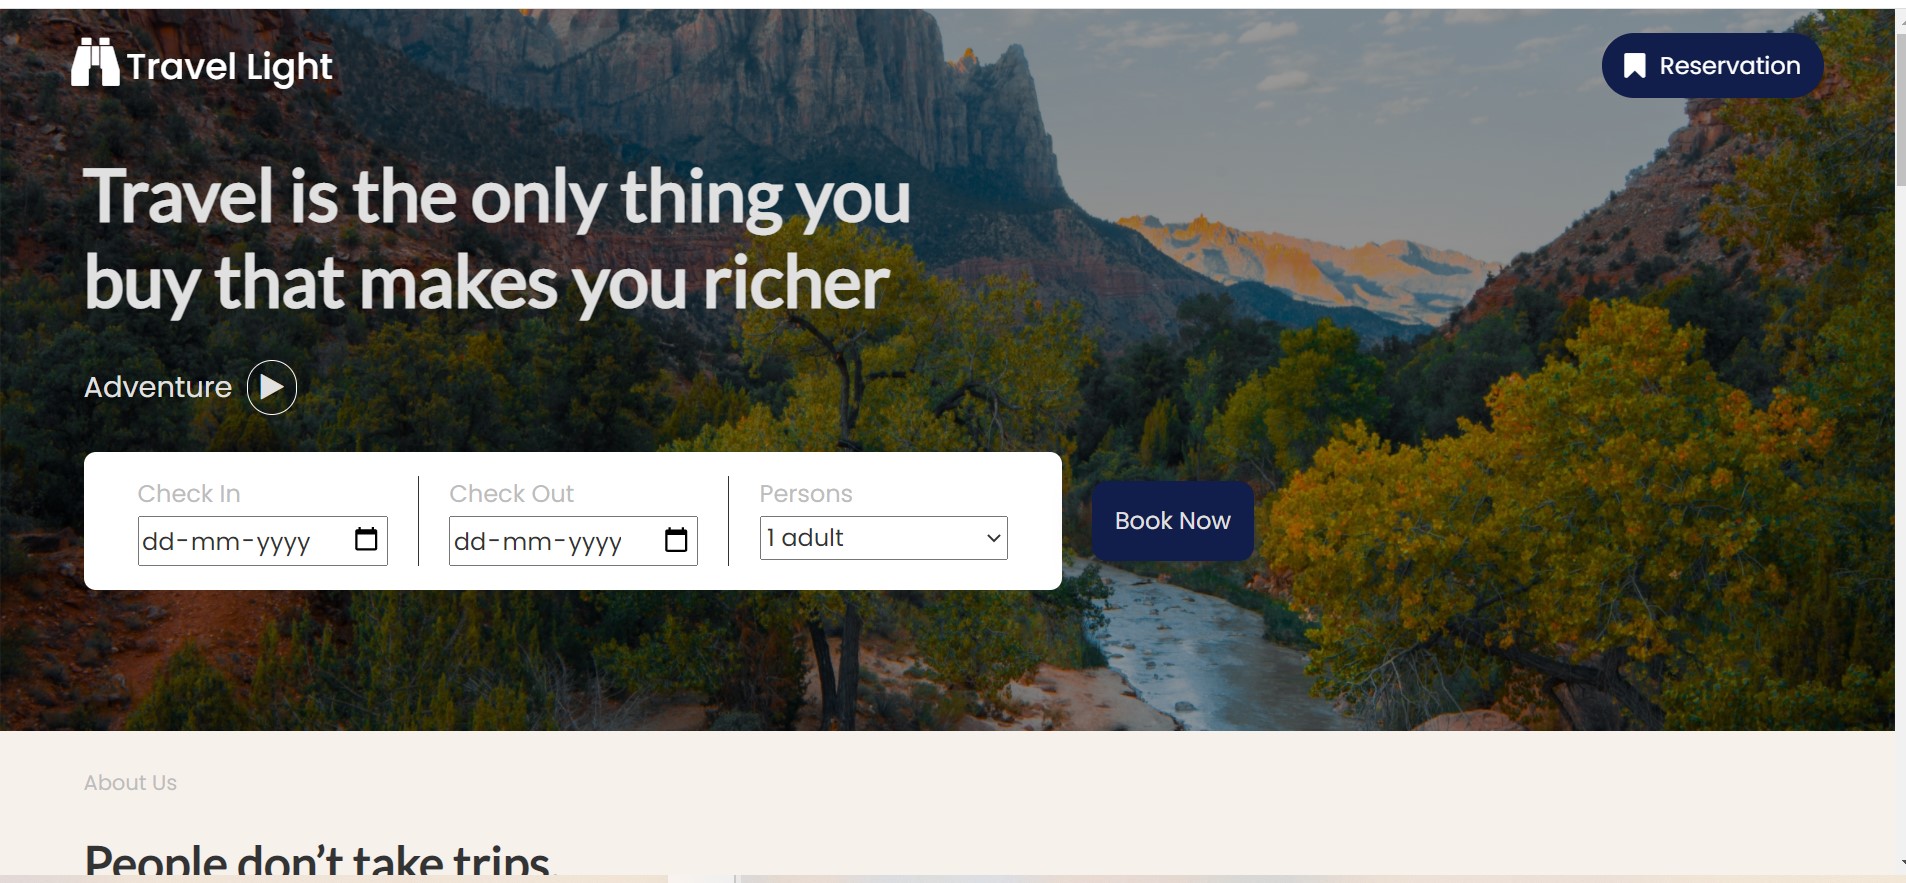 Travel Light
Reservation
Travel is the only thing you
buy that makes you richer
Adventure
Check In
Check Out
Persons
dd-mm-yyyy
dd-mm-yyyy
1 adult
Book Now
About Us
People don’t take trips.